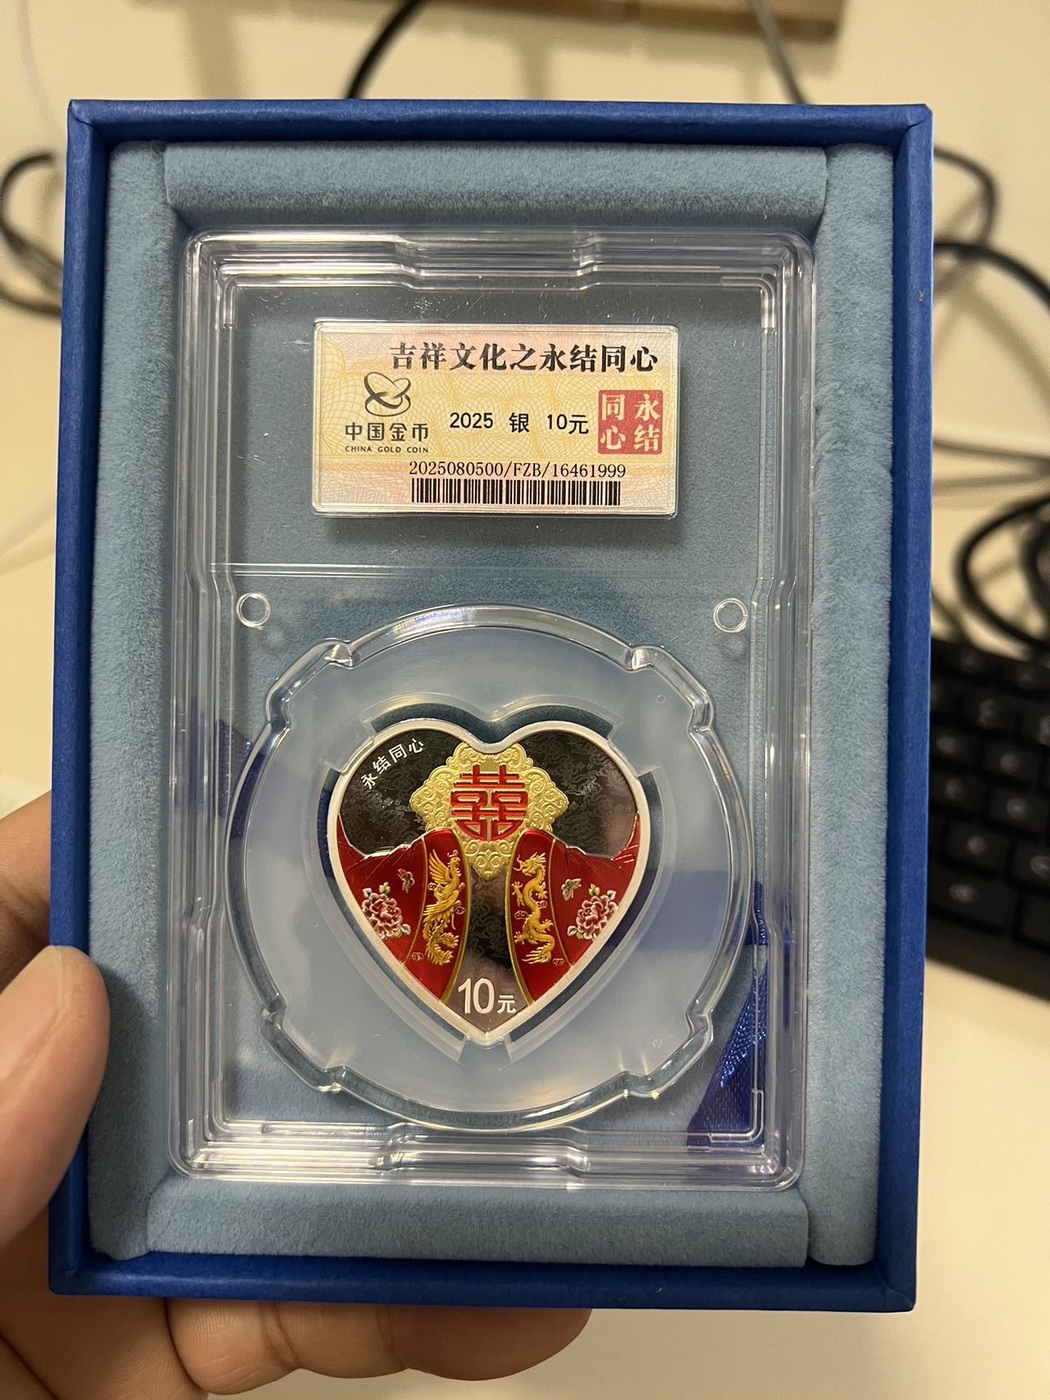 吉祥文化之永结同心
中国金币
CHINA GOLD COIN
2025 银 10元
永结
同心
2025080500/FZB/16461999
永结同心
囍
10元